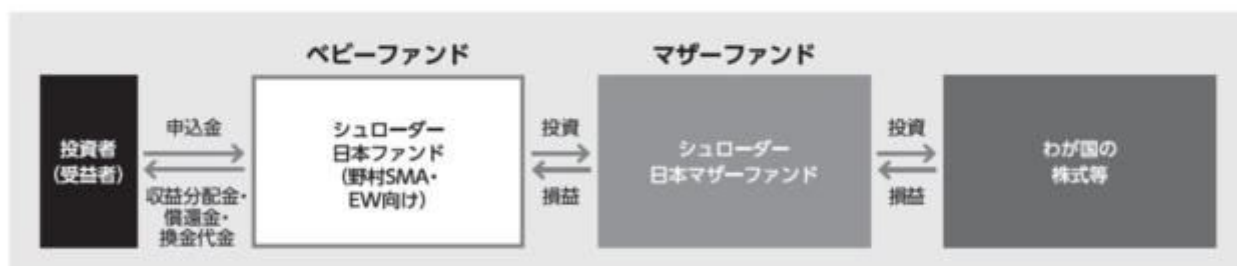 ベビーファンド
マザーファンド
投資者
(受益者)
申込金
収益分配金・
償還金・
換金代金
シュローダー
日本ファンド
(野村SMA・
EW向け)
投資
損益
シュローダー
日本マザーファンド
投資
損益
わが国の
株式等